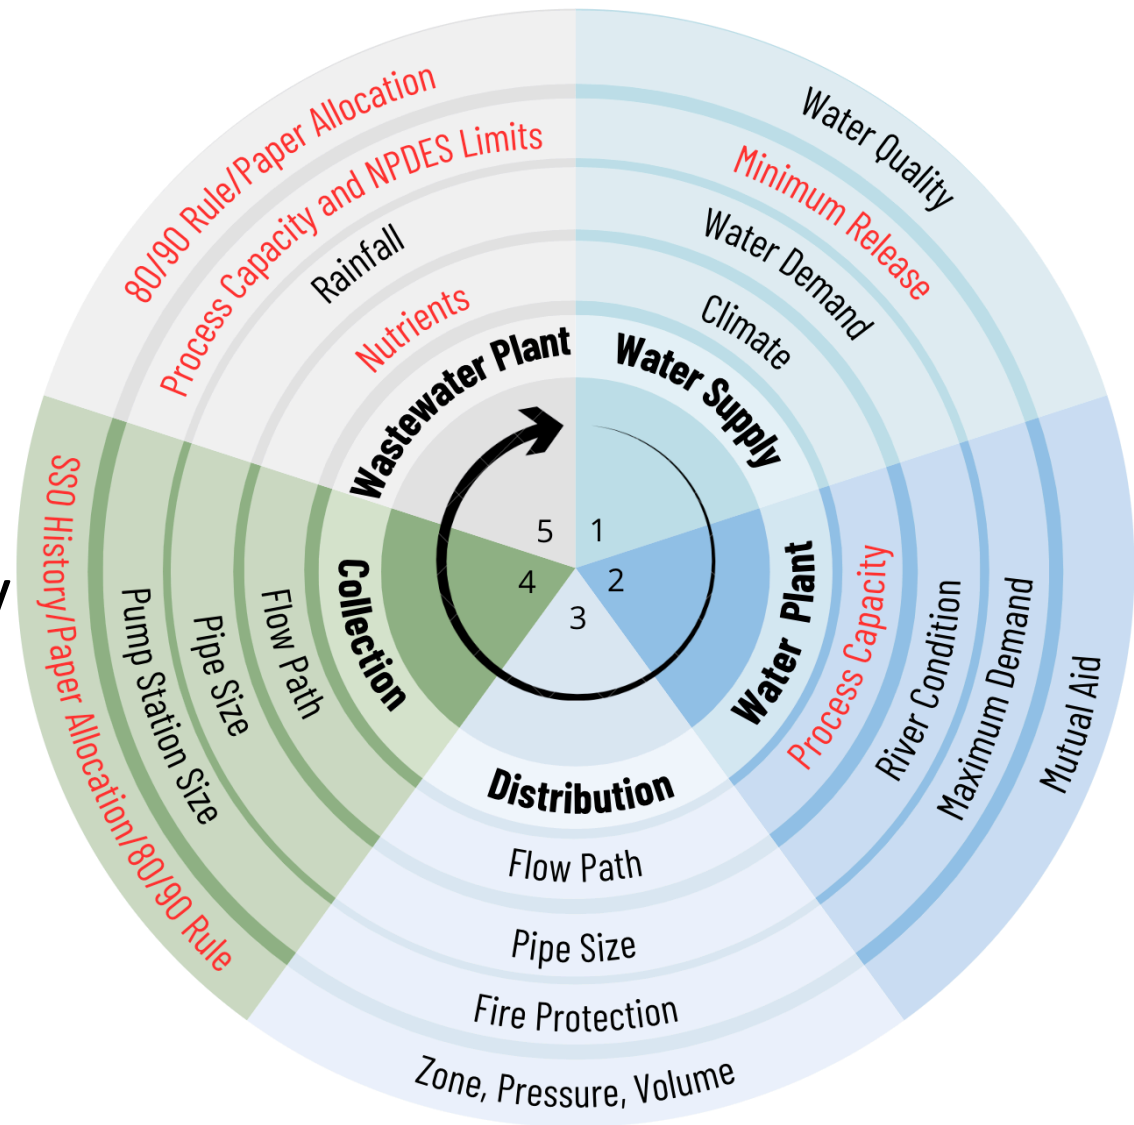 1
Water Supply
Climate
Water Demand
Minimum Release
Water Quality
2
Water Plant
Process Capacity
River Condition
Maximum Demand
Mutual Aid
3
Distribution
Flow Path
Pipe Size
Fire Protection
Zone, Pressure, Volume
4
Collection
Flow Path
Pipe Size
Pump Station Size
SSO History/Paper Allocation/80/90 Rule
5
Wastewater Plant
Nutrients
Rainfall
Process Capacity and NPDES Limits
80/90 Rule/Paper Allocation